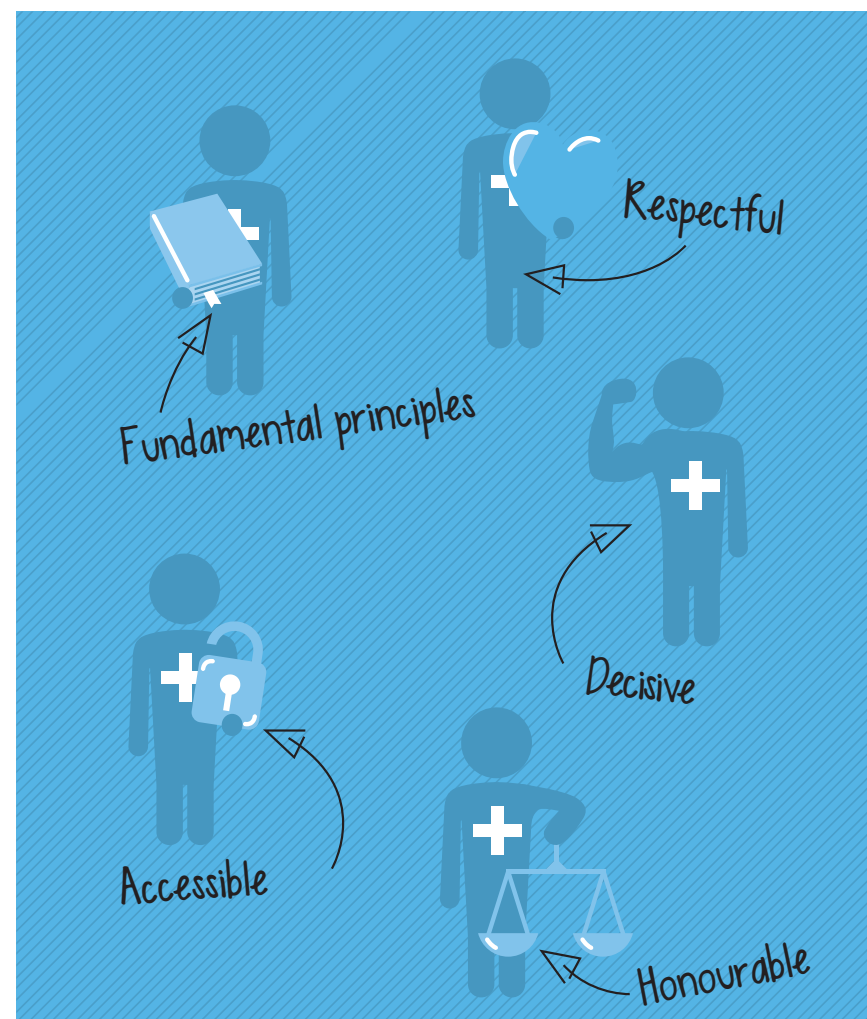 Respectful
Fundamental principles
Decisive
Accessible
Honourable